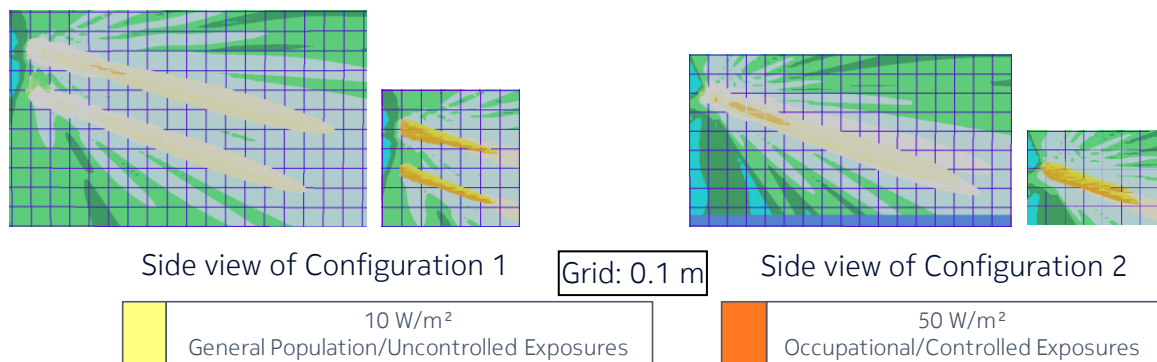 Side view of Configuration 1
Grid: 0.1 m
Side view of Configuration 2
10 W/m²
General Population/Uncontrolled Exposures
50 W/m²
Occupational/Controlled Exposures